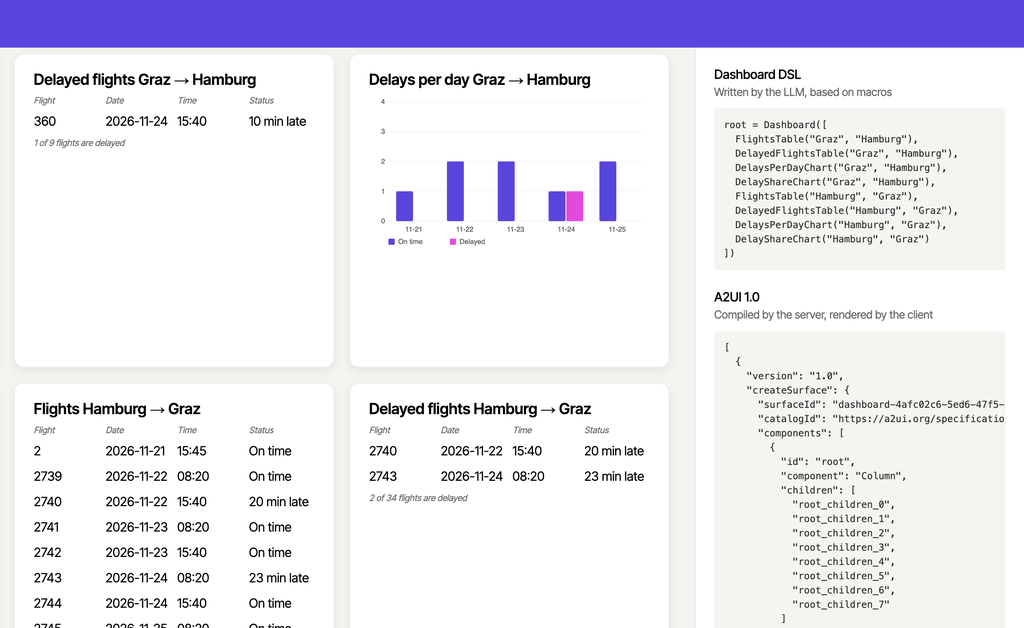 Delayed flights Graz → Hamburg
Flight Date Time Status
360 2026-11-24 15:40 10 min late
1 of 9 flights are delayed
Delays per day Graz → Hamburg
4
3
2
1
0
11-21 11-22 11-23 11-24 11-25
On time Delayed
Flights Hamburg → Graz
Flight Date Time Status
2 2026-11-21 15:45 On time
2739 2026-11-22 08:20 On time
2740 2026-11-22 15:40 20 min late
2741 2026-11-23 08:20 On time
2742 2026-11-23 15:40 On time
2743 2026-11-24 08:20 23 min late
2744 2026-11-24 15:40 On time
2745 2026-11-25 08:20 On time
Delayed flights Hamburg → Graz
Flight Date Time Status
2740 2026-11-22 15:40 20 min late
2743 2026-11-24 08:20 23 min late
2 of 34 flights are delayed
Dashboard DSL
Written by the LLM, based on macros
root = Dashboard([
FlightsTable("Graz", "Hamburg"),
DelayedFlightsTable("Graz", "Hamburg"),
DelaysPerDayChart("Graz", "Hamburg"),
DelayShareChart("Graz", "Hamburg"),
FlightsTable("Hamburg", "Graz"),
DelayedFlightsTable("Hamburg", "Graz"),
DelaysPerDayChart("Hamburg", "Graz"),
DelayShareChart("Hamburg", "Graz")
])
A2UI 1.0
Compiled by the server, rendered by the client
[
{
"version": "1.0",
"createSurface": {
"surfaceId": "dashboard-4afc02c6-5ed6-47f5-
"catalogId": "https://a2ui.org/specificatio
"components": [
{
"id": "root",
"component": "Column",
"children": [
"root_children_0",
"root_children_1",
"root_children_2",
"root_children_3",
"root_children_4",
"root_children_5",
"root_children_6",
"root_children_7"
]